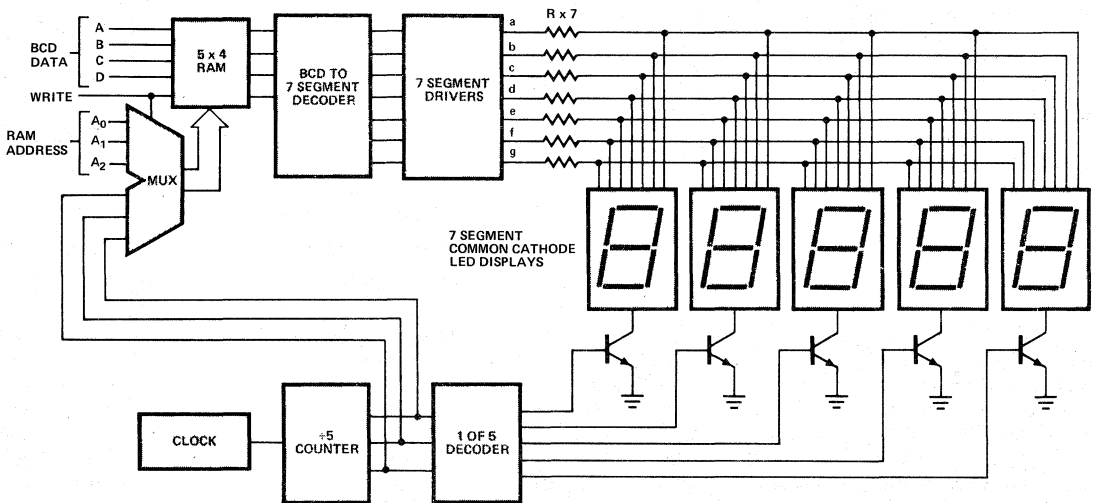 A
B
C
D
BCD
DATA
WRITE
RAM
ADDRESS
A0
A1
A2
MUX
5 x 4
RAM
BCD TO
7 SEGMENT
DECODER
7 SEGMENT
DRIVERS
R x 7
a
b
c
d
e
f
g
7 SEGMENT
COMMON CATHODE
LED DISPLAYS
CLOCK
÷5
COUNTER
1 OF 5
DECODER